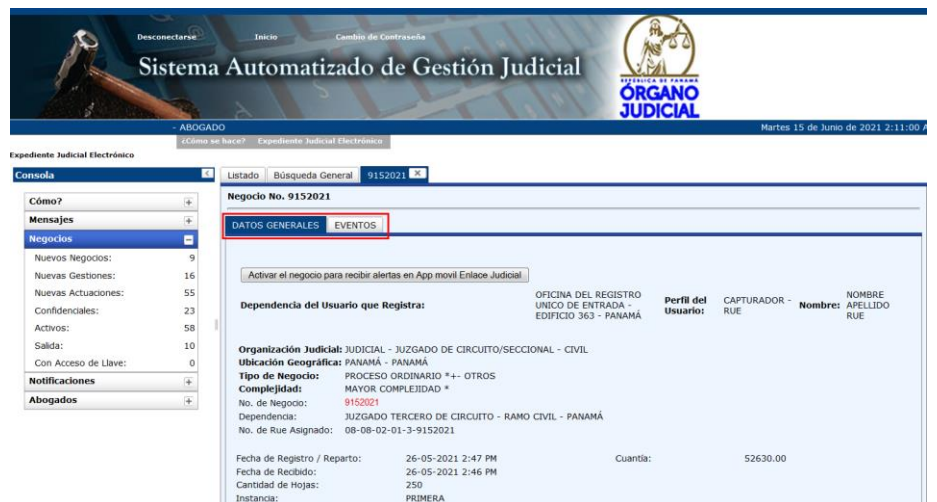 Desconectarse Inicio Cambio de Contraseña
Sistema Automatizado de Gestión Judicial
REPÚBLICA DE PANAMÁ
ÓRGANO
JUDICIAL
- ABOGADO Martes 15 de Junio de 2021 2:11:00 A
¿Cómo se hace? Expediente Judicial Electrónico
Expediente Judicial Electrónico
Consola
Cómo?
Mensajes
Negocios
Nuevos Negocios: 9
Nuevas Gestiones: 16
Nuevas Actuaciones: 55
Confidenciales: 23
Activos: 58
Salida: 10
Con Acceso de Llave: 0
Notificaciones
Abogados
Listado Búsqueda General 9152021
Negocio No. 9152021
DATOS GENERALES EVENTOS
Activar el negocio para recibir alertas en App movil Enlace Judicial
Dependencia del Usuario que Registra: OFICINA DEL REGISTRO UNICO DE ENTRADA - EDIFICIO 363 - PANAMÁ Perfil del Usuario: CAPTURADOR - RUE Nombre: NOMBRE APELLIDO RUE
Organización Judicial: JUDICIAL - JUZGADO DE CIRCUITO/SECCIONAL - CIVIL
Ubicación Geográfica: PANAMÁ - PANAMÁ
Tipo de Negocio: PROCESO ORDINARIO *+- OTROS
Complejidad: MAYOR COMPLEJIDAD *
No. de Negocio: 9152021
Dependencia: JUZGADO TERCERO DE CIRCUITO - RAMO CIVIL - PANAMÁ
No. de Rue Asignado: 08-08-02-01-3-9152021
Fecha de Registro / Reparto: 26-05-2021 2:47 PM Cuantía: 52630.00
Fecha de Recibido: 26-05-2021 2:46 PM
Cantidad de Hojas: 250
Instancia: PRIMERA